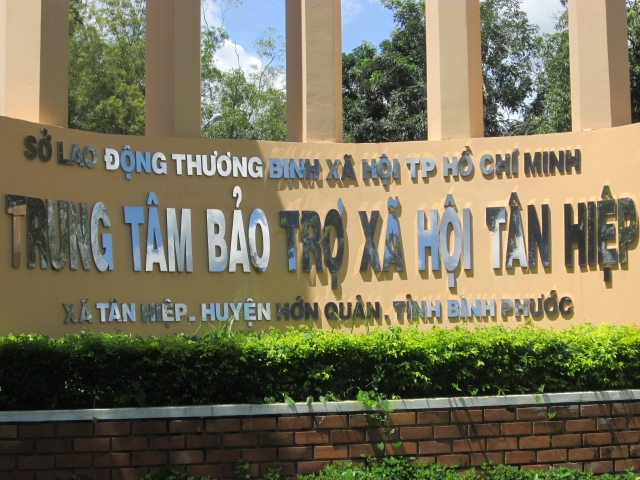 SỞ LAO ĐỘNG THƯƠNG BINH XÃ HỘI TP HỒ CHÍ MINH
TRUNG TÂM BẢO TRỢ XÃ HỘI TÂN HIỆP
XÃ TÂN HIỆP. HUYỆN HỚN QUẢN. TỈNH BÌNH PHƯỚC